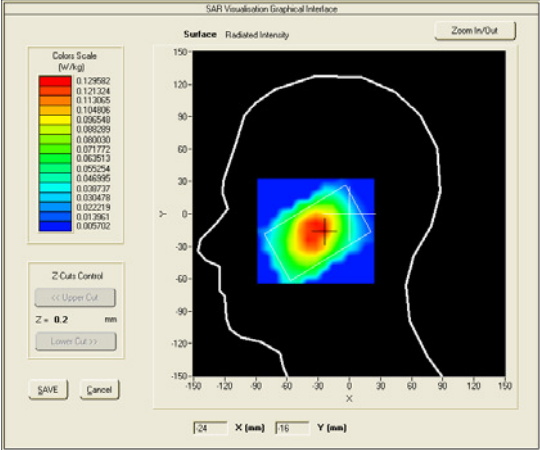 SAR Visualisation Graphical Interface
Surface Radiated Intensity
Zoom In/Out
Colors Scale
(W/kg)
0.129582
0.121324
0.113065
0.104806
0.096548
0.088289
0.080030
0.071772
0.063513
0.055254
0.046995
0.038737
0.030478
0.022219
0.013961
0.005702
150
120
90
60
30
0
-30
-60
-90
-120
-150
Y
-150 -120 -90 -60 -30 0 30 60 90 120 150
X
Z-Cuts Control
<< Upper Cut
Z = 0.2 mm
Lower Cut >>
SAVE Cancel
-24 X (mm) -16 Y (mm)